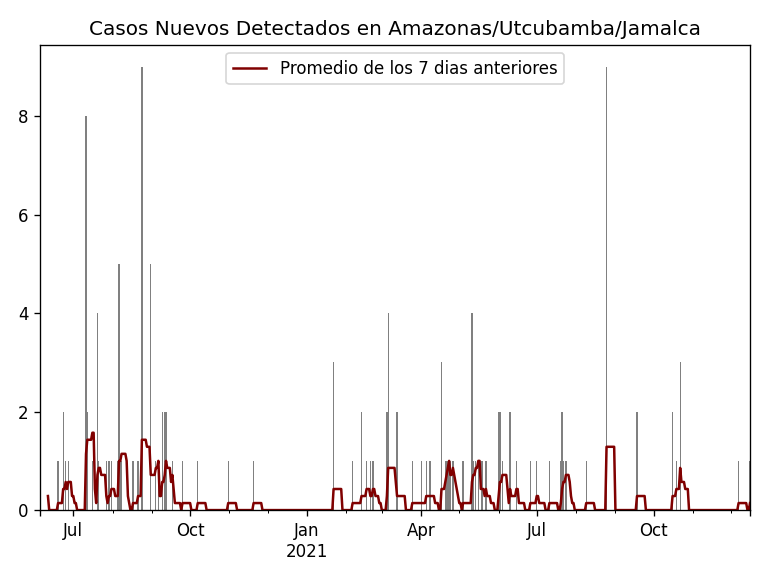 Casos Nuevos Detectados en Amazonas/Utcubamba/Jamalca
Promedio de los 7 dias anteriores
8
6
4
2
0
Jul Oct Jan Apr Jul Oct
2021